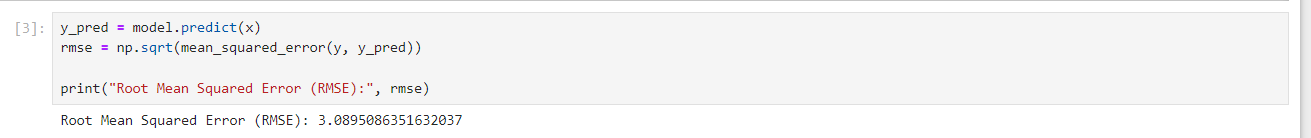 [3]:
y_pred = model.predict(x)
rmse = np.sqrt(mean_squared_error(y, y_pred))
print("Root Mean Squared Error (RMSE):", rmse)
Root Mean Squared Error (RMSE): 3.0895086351632037